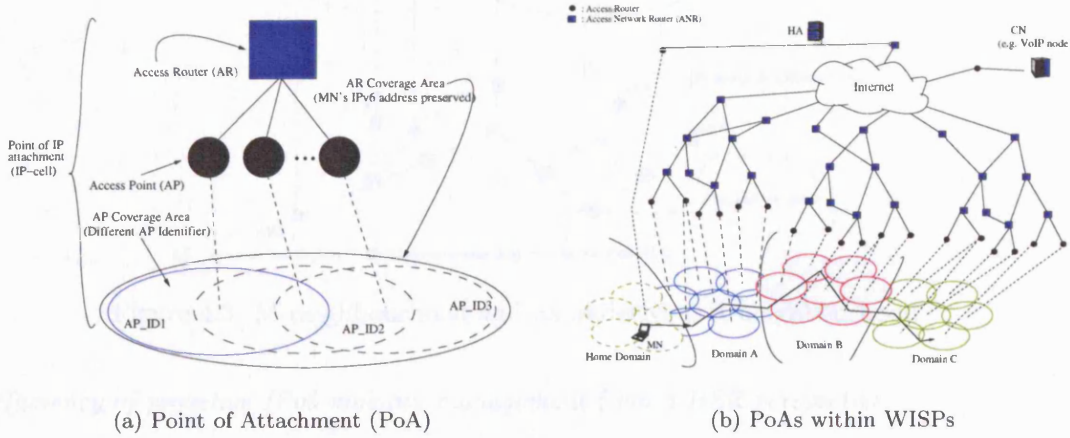 Access Router (AR)
AR Coverage Area
(MN's IPv6 address preserved)
Point of IP
attachment
(IP-cell)
Access Point (AP)
AP Coverage Area
(Different AP Identifier)
AP_ID1
AP_ID2
AP_ID3
(a) Point of Attachment (PoA)
: Access Router
: Access Network Router (ANR)
HA
CN
(e.g. VoIP node
Internet
MN
Home Domain
Domain A
Domain B
Domain C
(b) PoAs within WISPs